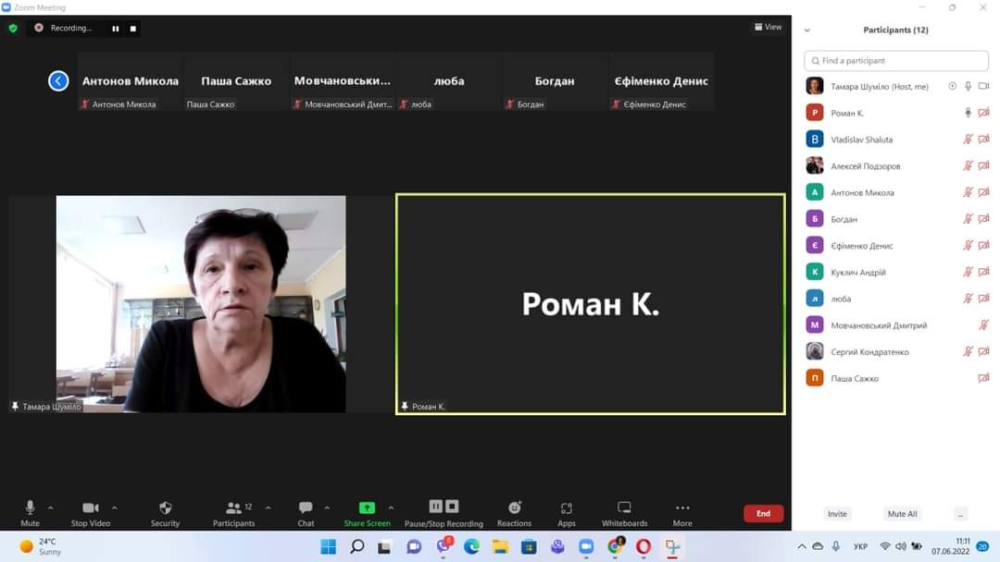 Zoom Meeting
Recording...
View
Антонов Микола
Паша Сажко
Мовчановськи...
люба
Богдан
Єфіменко Денис
Антонов Микола
Паша Сажко
Мовчановський Дмит...
люба
Богдан
Єфіменко Денис
Роман К.
Тамара Шуміло
Роман К.
Participants (12)
Find a participant
Тамара Шуміло (Host, me)
Р Роман К.
В Vladislav Shaluta
Алексей Подзоров
А Антонов Микола
Б Богдан
Є Єфіменко Денис
К Куклич Андрій
л люба
М Мовчановський Дмитрий
Сергий Кондратенко
П Паша Сажко
Invite
Mute All
...
12
Mute
Stop Video
Security
Participants
Chat
Share Screen
Pause/Stop Recording
Reactions
Apps
Whiteboards
More
End
24°C
Sunny
8
УКР
11:11
07.06.2022
20